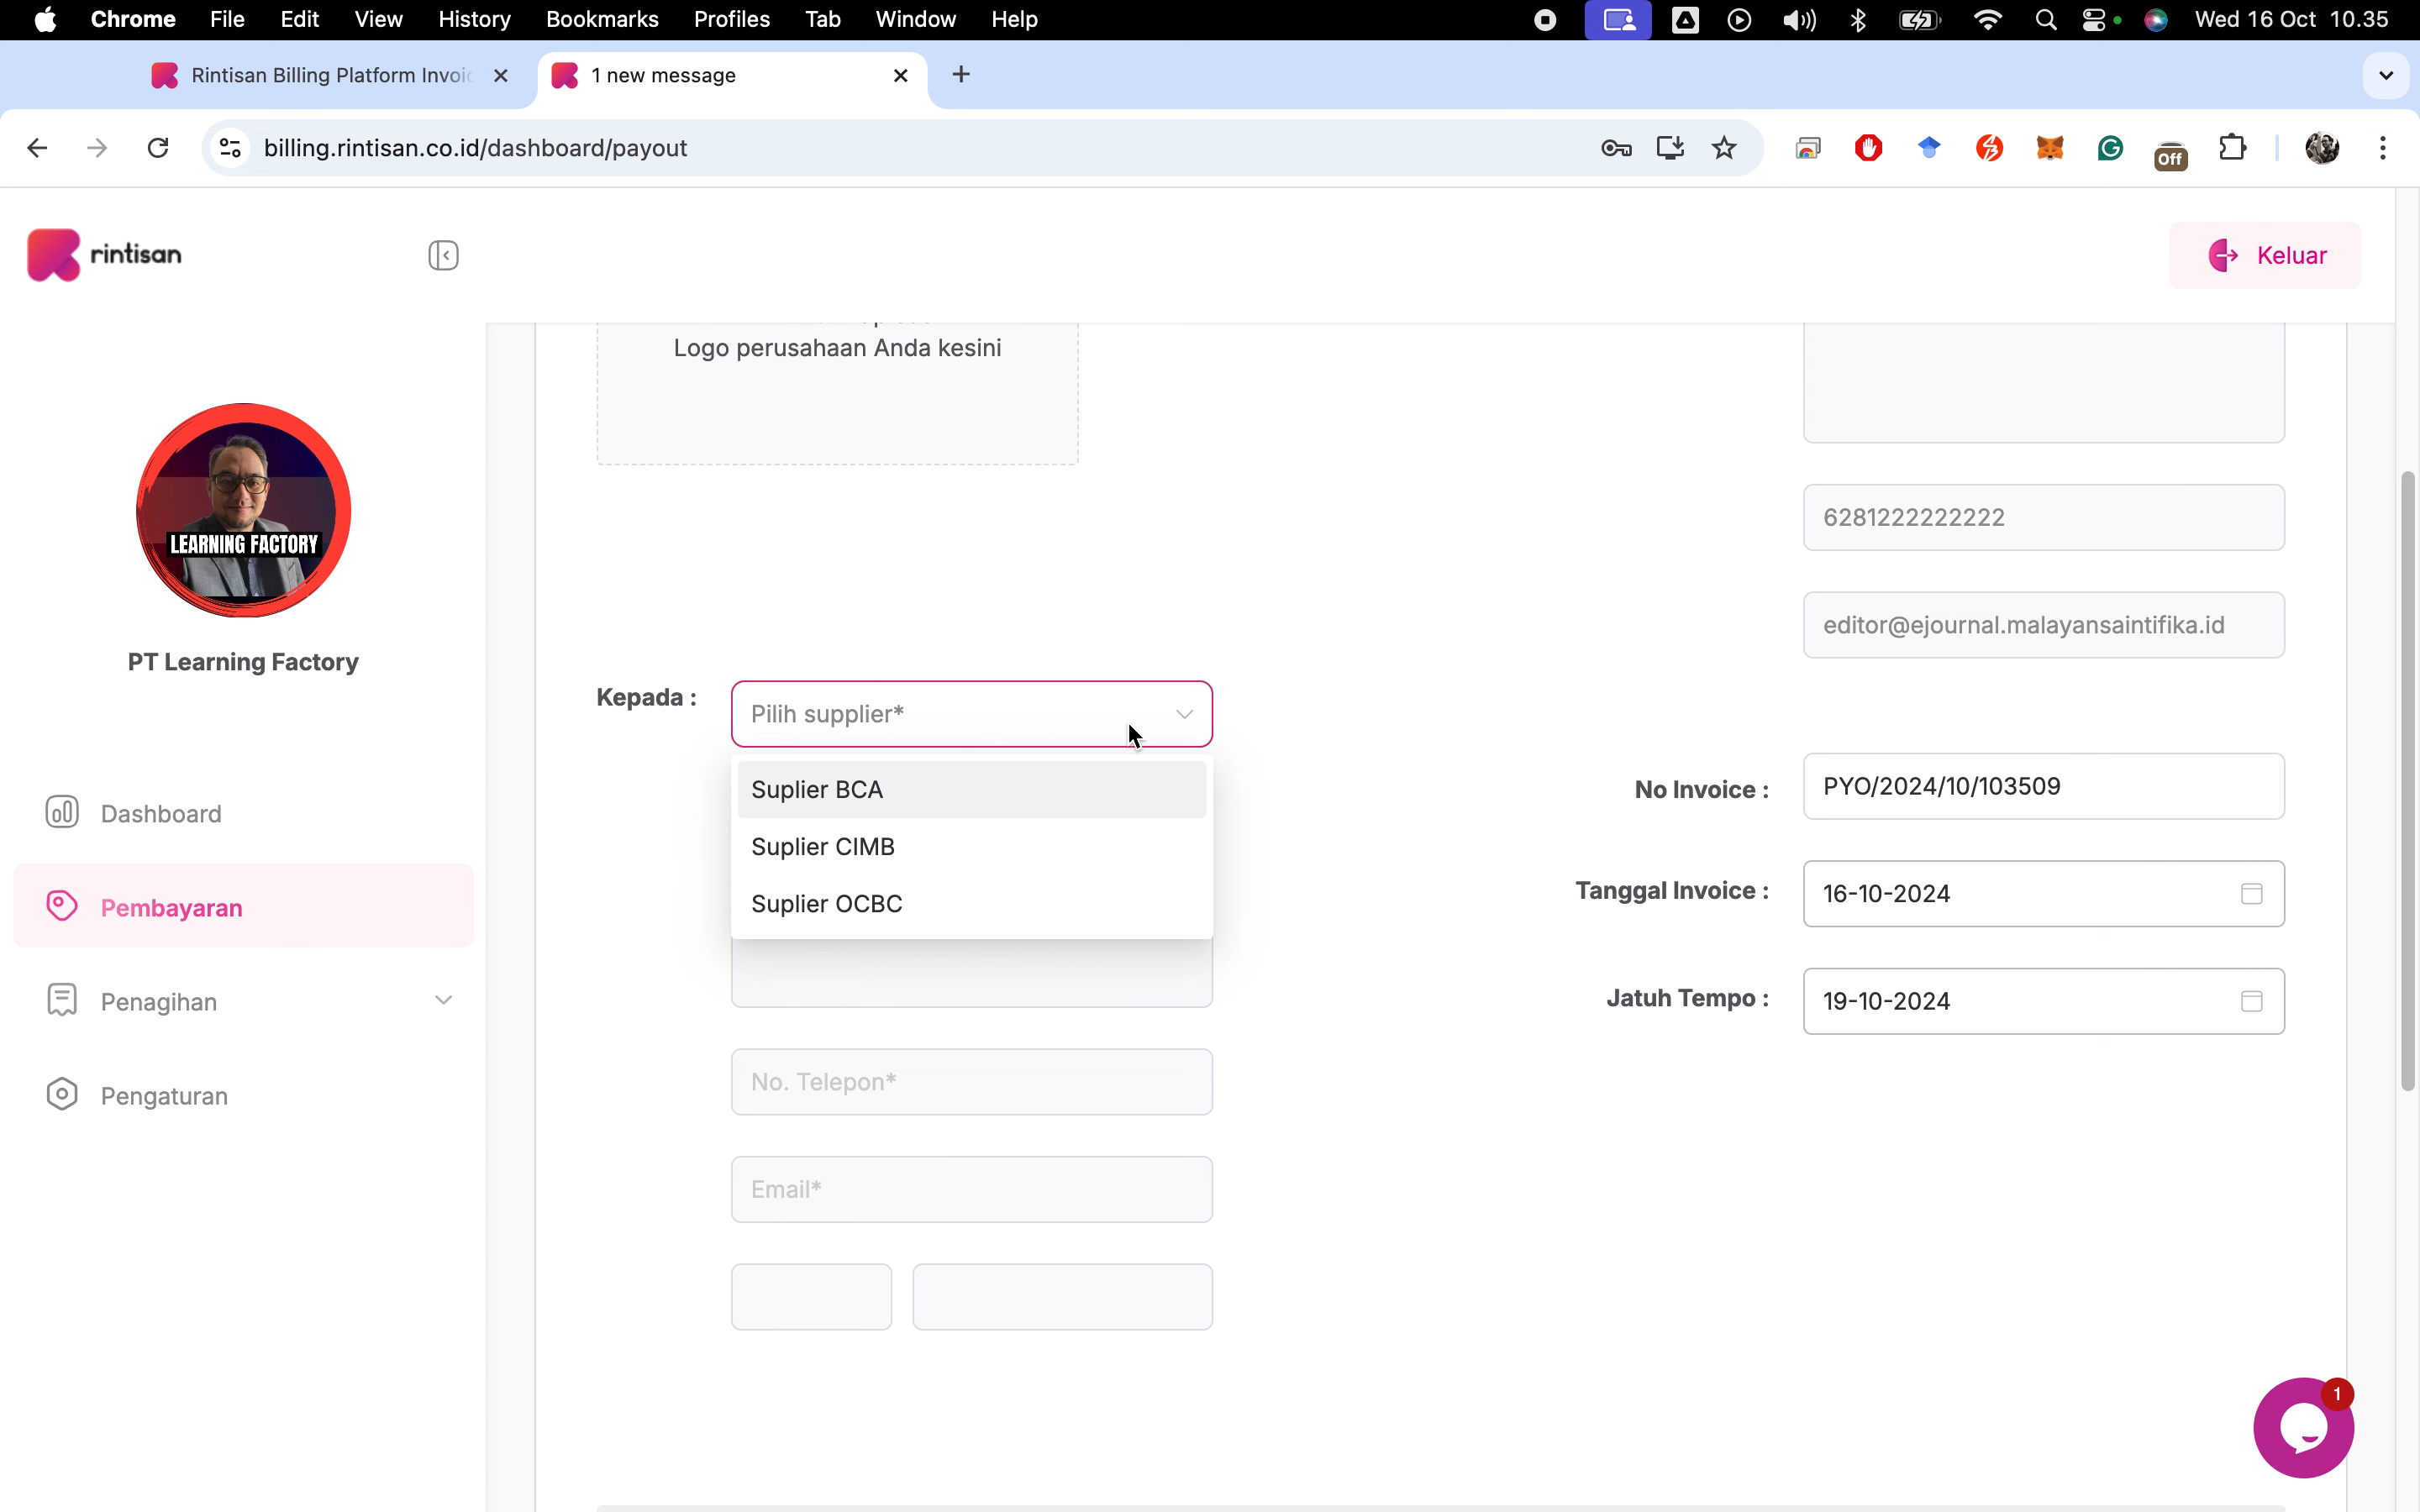 Chrome File Edit View History Bookmarks Profiles Tab Window Help Wed 16 Oct 10.35
Rintisan Billing Platform Invoic 1 new message
billing.rintisan.co.id/dashboard/payout Off
rintisan Keluar
Logo perusahaan Anda kesini
6281222222222
LEARNING FACTORY
editor@ejournal.malayansaintifika.id
PT Learning Factory
Kepada : Pilih supplier*
Suplier BCA
No Invoice : PYO/2024/10/103509
Dashboard
Suplier CIMB
Tanggal Invoice : 16-10-2024
Pembayaran
Suplier OCBC
Jatuh Tempo : 19-10-2024
Penagihan
No. Telepon*
Pengaturan
Email*
1